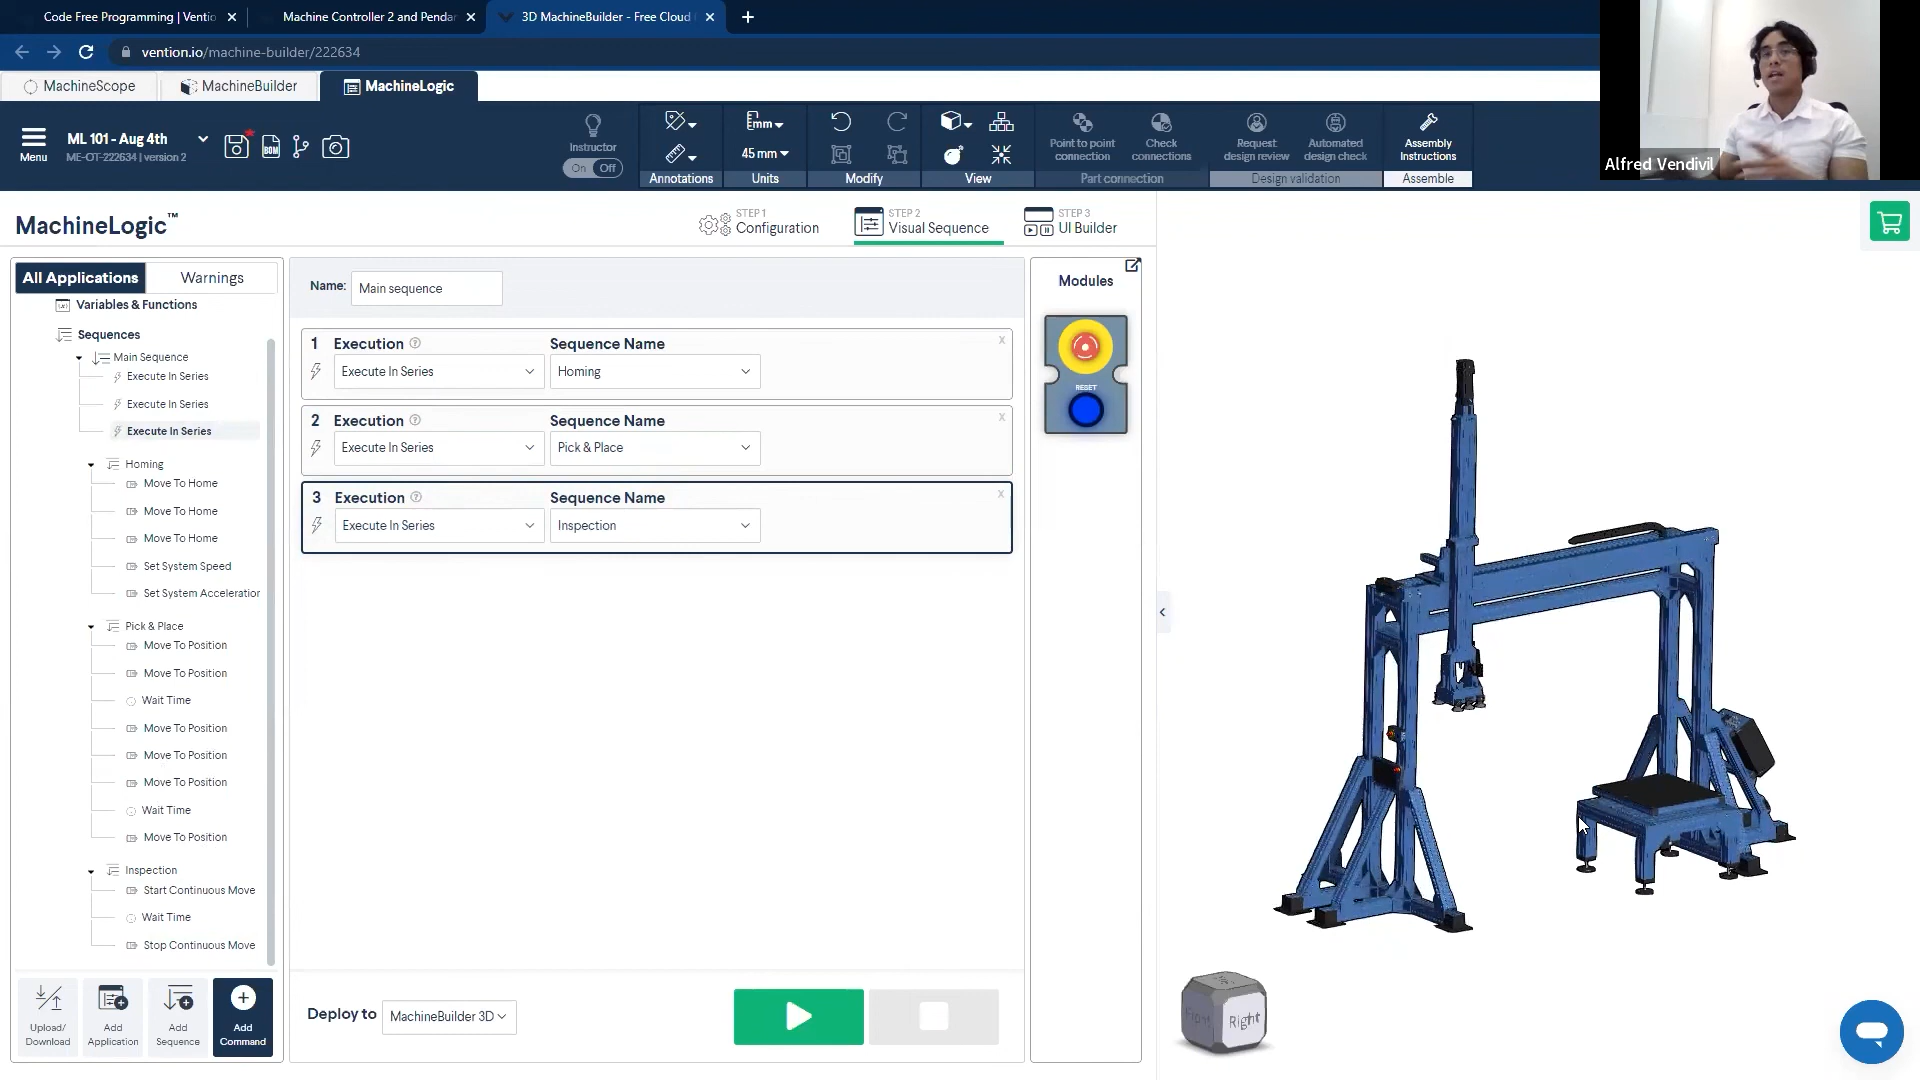 Code Free Programming | Ventio
Machine Controller 2 and Pendar
3D MachineBuilder - Free Cloud
vention.io/machine-builder/222634
MachineScope
MachineBuilder
MachineLogic
Menu
ML 101 - Aug 4th
ME-OT-222634 | version 2
BOM
Instructor
On Off
Annotations
mm
45 mm
Units
Modify
View
Point to point connection
Check connections
Part connection
Request design review
Automated design check
Design validation
Assembly Instructions
Assemble
Alfred Vendivil
MachineLogic™
STEP 1
Configuration
STEP 2
Visual Sequence
STEP 3
UI Builder
All Applications
Warnings
Variables & Functions
Sequences
Main Sequence
Execute In Series
Execute In Series
Execute In Series
Homing
Move To Home
Move To Home
Move To Home
Set System Speed
Set System Acceleration
Pick & Place
Move To Position
Move To Position
Wait Time
Move To Position
Move To Position
Move To Position
Wait Time
Move To Position
Inspection
Start Continuous Move
Wait Time
Stop Continuous Move
Upload/ Download
Add Application
Add Sequence
Add Command
Name: Main sequence
1 Execution Sequence Name x
Execute In Series Homing
2 Execution Sequence Name x
Execute In Series Pick & Place
3 Execution Sequence Name x
Execute In Series Inspection
Deploy to MachineBuilder 3D
Modules
RESET
Front
Right